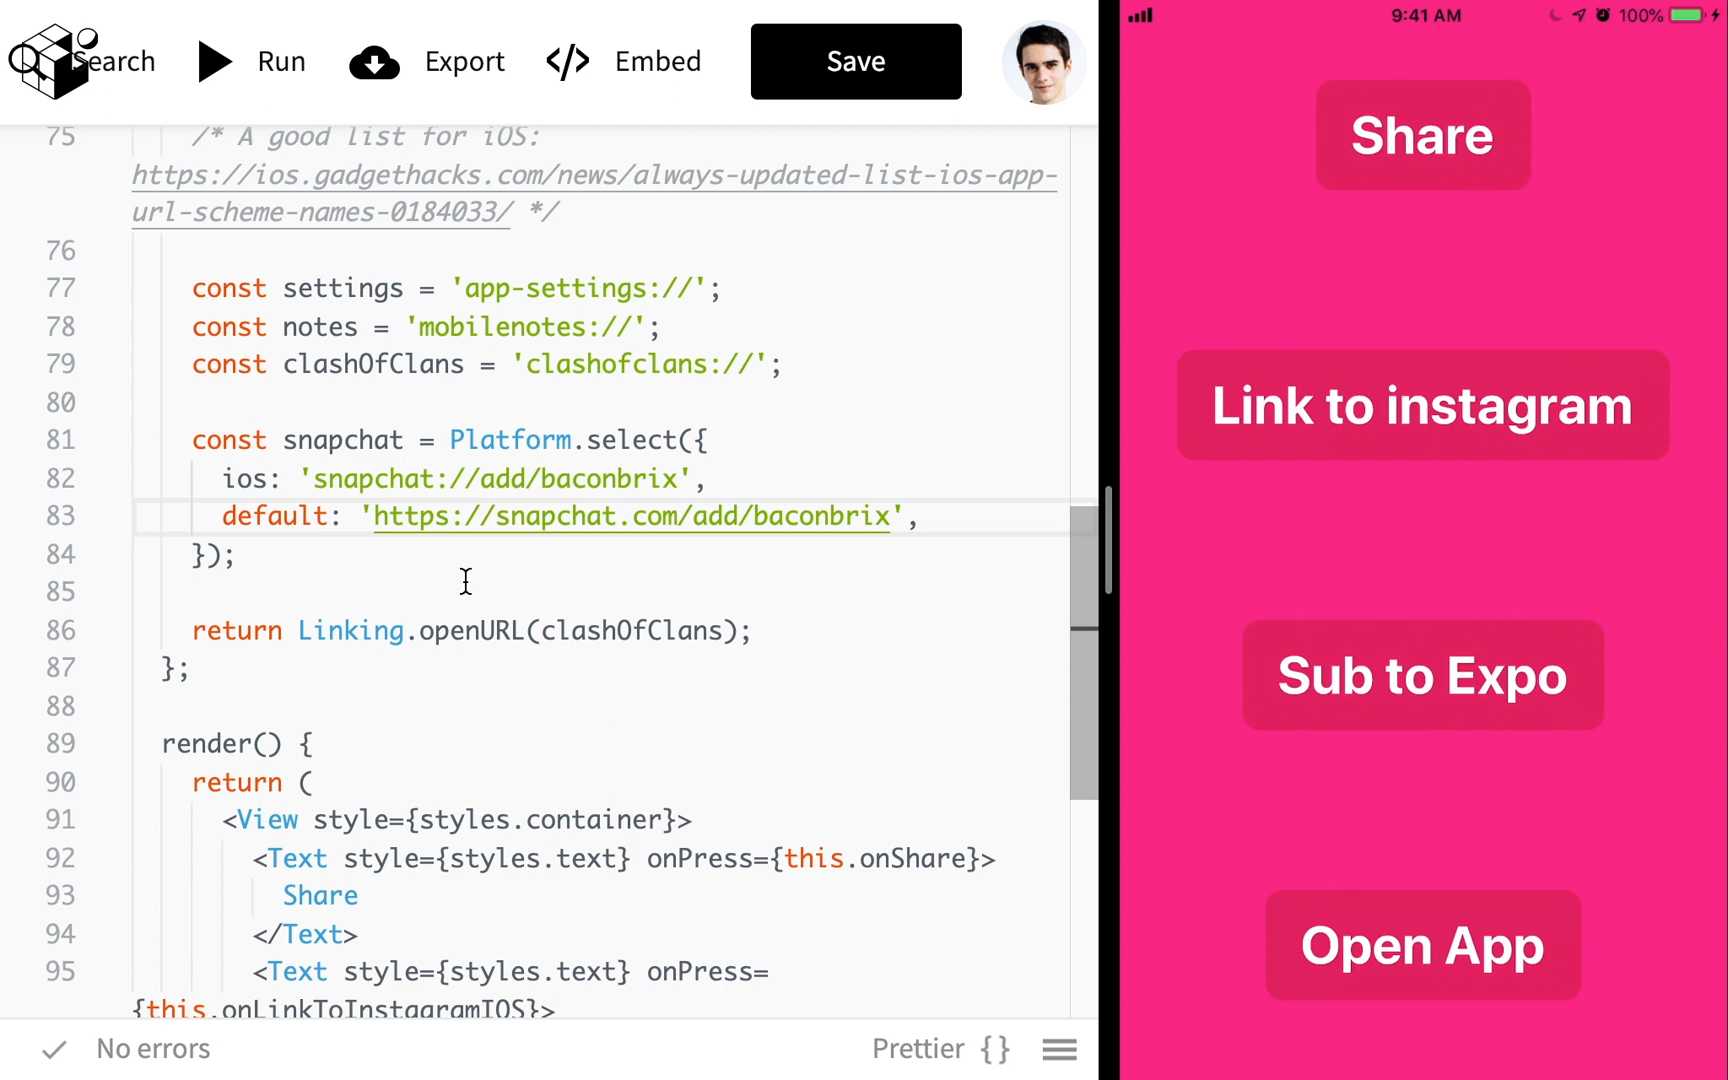 Search Run Export Embed Save
75 /* A good list for iOS:
https://ios.gadgethacks.com/news/always-updated-list-ios-app-
url-scheme-names-0184033/ */
76
77 const settings = 'app-settings://';
78 const notes = 'mobilenotes://';
79 const clashOfClans = 'clashofclans://';
80
81 const snapchat = Platform.select({
82 ios: 'snapchat://add/baconbrix',
83 default: 'https://snapchat.com/add/baconbrix',
84 });
85
86 return Linking.openURL(clashOfClans);
87 };
88
89 render() {
90 return (
91 <View style={styles.container}>
92 <Text style={styles.text} onPress={this.onShare}>
93 Share
94 </Text>
95 <Text style={styles.text} onPress=
{this.onLinkToInstagramIOS}>
No errors Prettier {}
9:41 AM 100%
Share
Link to instagram
Sub to Expo
Open App